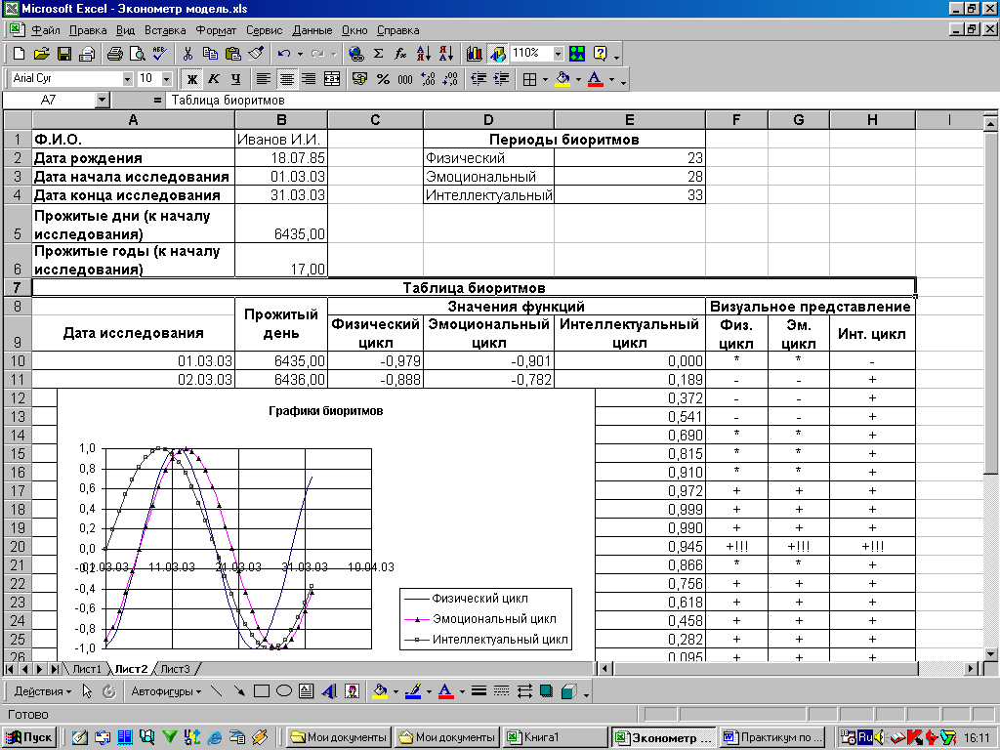 Microsoft Excel - Эконометр модель.xls
Файл Правка Вид Вставка Формат Сервис Данные Окно Справка
110%
Arial Cyr 10 Ж К Ч % 000
A7 = Таблица биоритмов
A B C D E F G H I
1 Ф.И.О. Иванов И.И. Периоды биоритмов
2 Дата рождения 18.07.85 Физический 23
3 Дата начала исследования 01.03.03 Эмоциональный 28
4 Дата конца исследования 31.03.03 Интеллектуальный 33
Прожитые дни (к началу
5 исследования) 6435,00
Прожитые годы (к началу
6 исследования) 17,00
7 Таблица биоритмов
8 Значения функций Визуальное представление
9 Дата исследования Прожитый день Физический цикл Эмоциональный цикл Интеллектуальный цикл Физ. цикл Эм. цикл Инт. цикл
10 01.03.03 6435,00 -0,979 -0,901 0,000 * * -
11 02.03.03 6436,00 -0,888 -0,782 0,189 - - +
12 0,372 - - +
13 0,541 - - +
14 0,690 * * +
15 0,815 * * +
16 0,910 * * +
17 0,972 + + +
18 0,999 + + +
19 0,990 + + +
20 0,945 +!!! +!!! +!!!
21 0,866 * * +
22 0,756 + + +
23 0,618 + + +
24 0,458 + + +
25 0,282 + + +
26 0,095 + + +
Графики биоритмов
1,0
0,8
0,6
0,4
0,2
0,0
-0,2 01.03.03 11.03.03 21.03.03 31.03.03 10.04.03
-0,4
-0,6
-0,8
-1,0
Физический цикл
Эмоциональный цикл
Интеллектуальный цикл
Лист1 Лист2 Лист3
Действия Автофигуры
Готово
Пуск Мои документы Мои документы Книга1 Эконометр ... Практикум по ... Ru 16:11